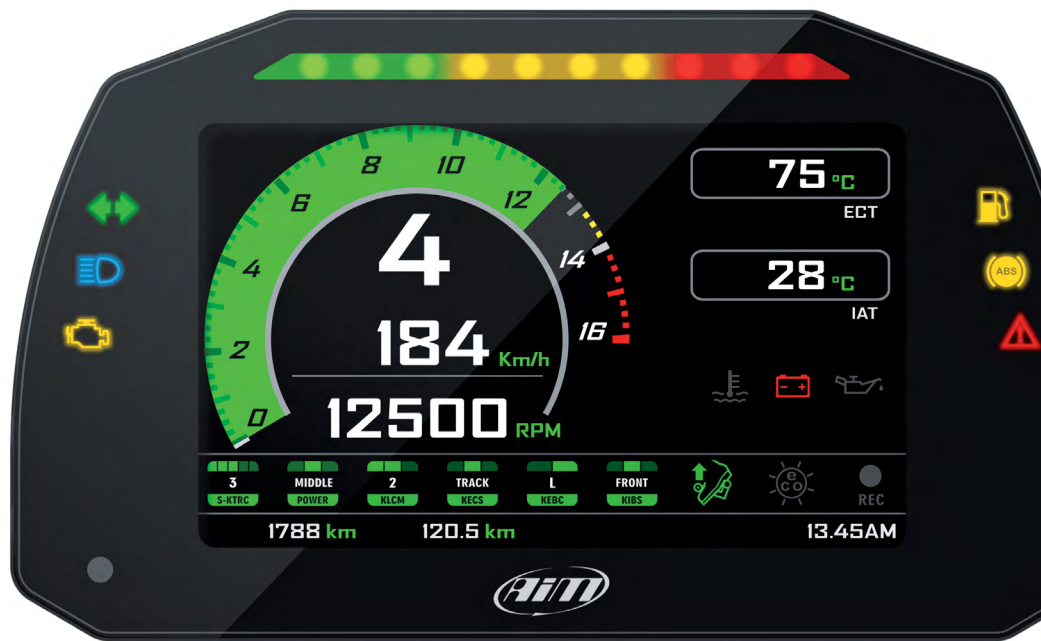 75 °C
ECT
28 °C
IAT
0
2
4
6
8
10
12
14
16
4
184 Km/h
12500 RPM
ABS
3
S-KTRC
MIDDLE
POWER
2
KLCM
TRACK
KECS
L
KEBC
FRONT
KIBS
eco
REC
1788 km
120.5 km
13.45AM
AiM